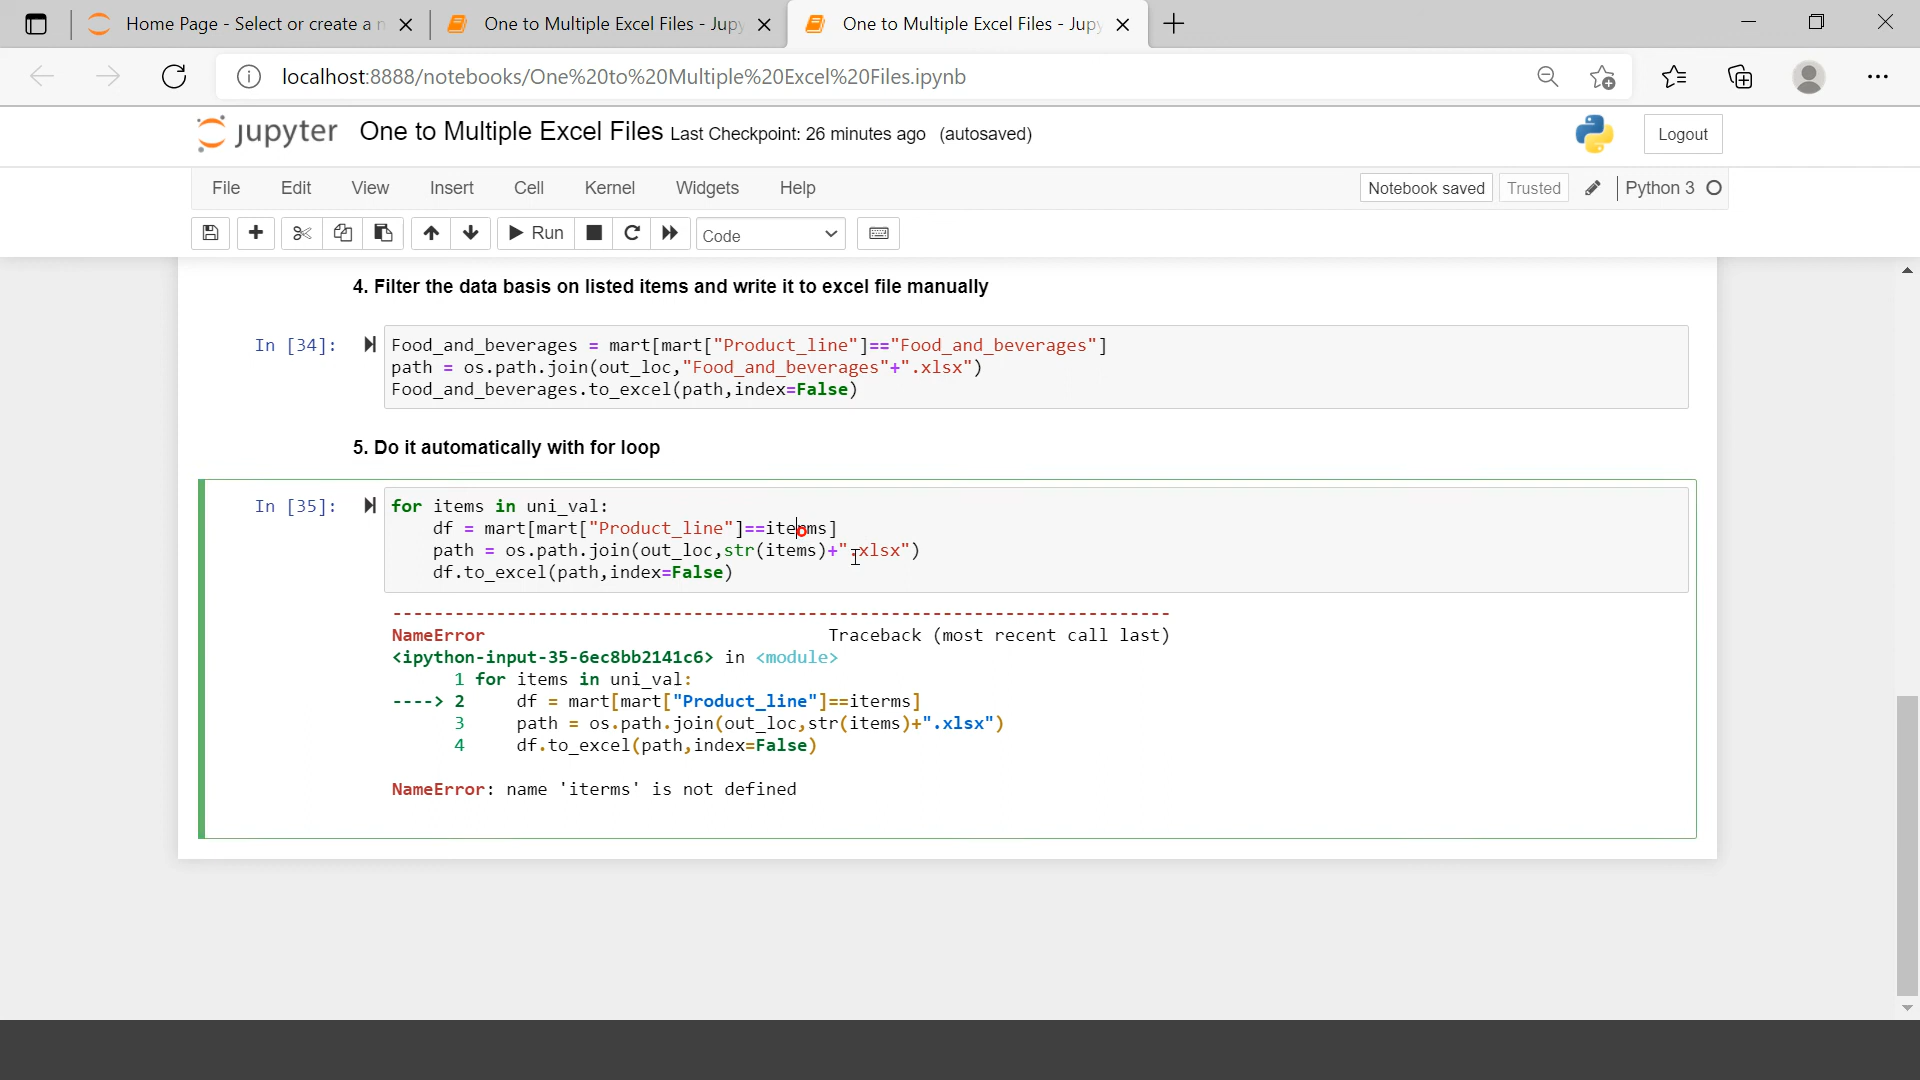 Home Page - Select or create a n
One to Multiple Excel Files - Jupy
One to Multiple Excel Files - Jupy
localhost:8888/notebooks/One%20to%20Multiple%20Excel%20Files.ipynb
jupyter One to Multiple Excel Files Last Checkpoint: 26 minutes ago (autosaved)
Logout
File Edit View Insert Cell Kernel Widgets Help
Notebook saved Trusted Python 3
Run Code
4. Filter the data basis on listed items and write it to excel file manually
In [34]: Food_and_beverages = mart[mart["Product_line"]=="Food_and_beverages"]
path = os.path.join(out_loc,"Food_and_beverages"+".xlsx")
Food_and_beverages.to_excel(path,index=False)
5. Do it automatically with for loop
In [35]: for items in uni_val:
df = mart[mart["Product_line"]==iterms]
path = os.path.join(out_loc,str(items)+".xlsx")
df.to_excel(path,index=False)
---------------------------------------------------------------------------
NameError Traceback (most recent call last)
<ipython-input-35-6ec8bb2141c6> in <module>
1 for items in uni_val:
----> 2 df = mart[mart["Product_line"]==iterms]
3 path = os.path.join(out_loc,str(items)+".xlsx")
4 df.to_excel(path,index=False)
NameError: name 'iterms' is not defined